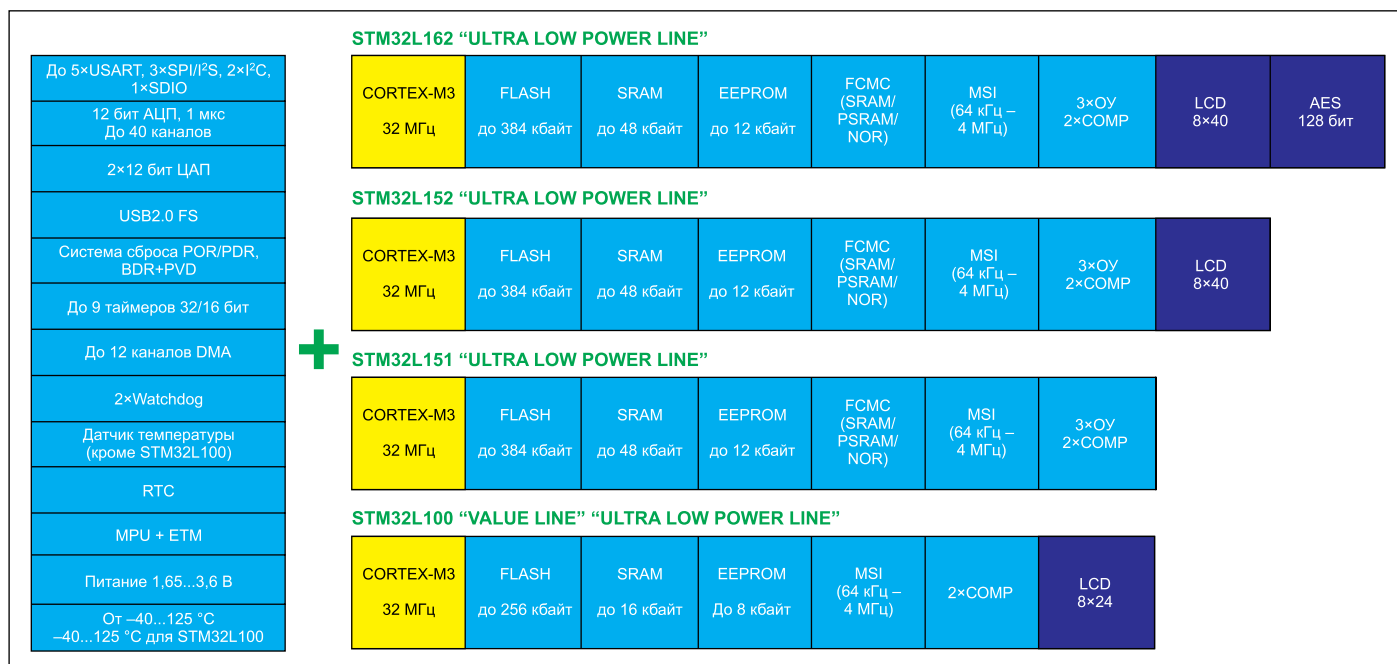 До 5×USART, 3×SPI/I²S, 2×I²C,
1×SDIO
12 бит АЦП, 1 мкс
До 40 каналов
2×12 бит ЦАП
USB2.0 FS
Система сброса POR/PDR,
BDR+PVD
До 9 таймеров 32/16 бит
До 12 каналов DMA
2×Watchdog
Датчик температуры
(кроме STM32L100)
RTC
MPU + ETM
Питание 1,65...3,6 В
От –40...125 °C
–40...125 °C для STM32L100
+
STM32L162 “ULTRA LOW POWER LINE”
CORTEX-M3
32 МГц
FLASH
до 384 кбайт
SRAM
до 48 кбайт
EEPROM
до 12 кбайт
FCMC
(SRAM/
PSRAM/
NOR)
MSI
(64 кГц –
4 МГц)
3×ОУ
2×COMP
LCD
8×40
AES
128 бит
STM32L152 “ULTRA LOW POWER LINE”
CORTEX-M3
32 МГц
FLASH
до 384 кбайт
SRAM
до 48 кбайт
EEPROM
до 12 кбайт
FCMC
(SRAM/
PSRAM/
NOR)
MSI
(64 кГц –
4 МГц)
3×ОУ
2×COMP
LCD
8×40
STM32L151 “ULTRA LOW POWER LINE”
CORTEX-M3
32 МГц
FLASH
до 384 кбайт
SRAM
до 48 кбайт
EEPROM
до 12 кбайт
FCMC
(SRAM/
PSRAM/
NOR)
MSI
(64 кГц –
4 МГц)
3×ОУ
2×COMP
STM32L100 “VALUE LINE” “ULTRA LOW POWER LINE”
CORTEX-M3
32 МГц
FLASH
до 256 кбайт
SRAM
до 16 кбайт
EEPROM
До 8 кбайт
MSI
(64 кГц –
4 МГц)
2×COMP
LCD
8×24